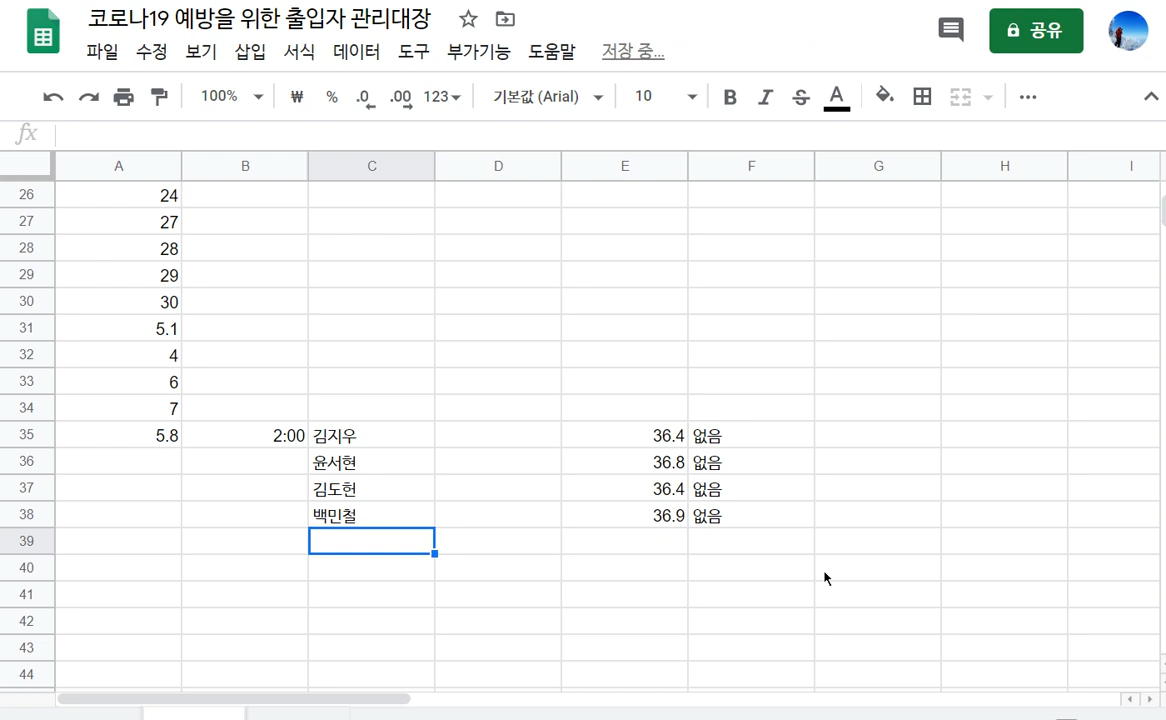 코로나19 예방을 위한 출입자 관리대장
공유
파일 수정 보기 삽입 서식 데이터 도구 부가기능 도움말 저장 중...
100% ₩ % .0 .00 123 기본값 (Arial) 10 B I S A
fx
A B C D E F G H I
26 24
27 27
28 28
29 29
30 30
31 5.1
32 4
33 6
34 7
35 5.8 2:00 김지우 36.4 없음
36 윤서현 36.8 없음
37 김도헌 36.4 없음
38 백민철 36.9 없음
39
40
41
42
43
44